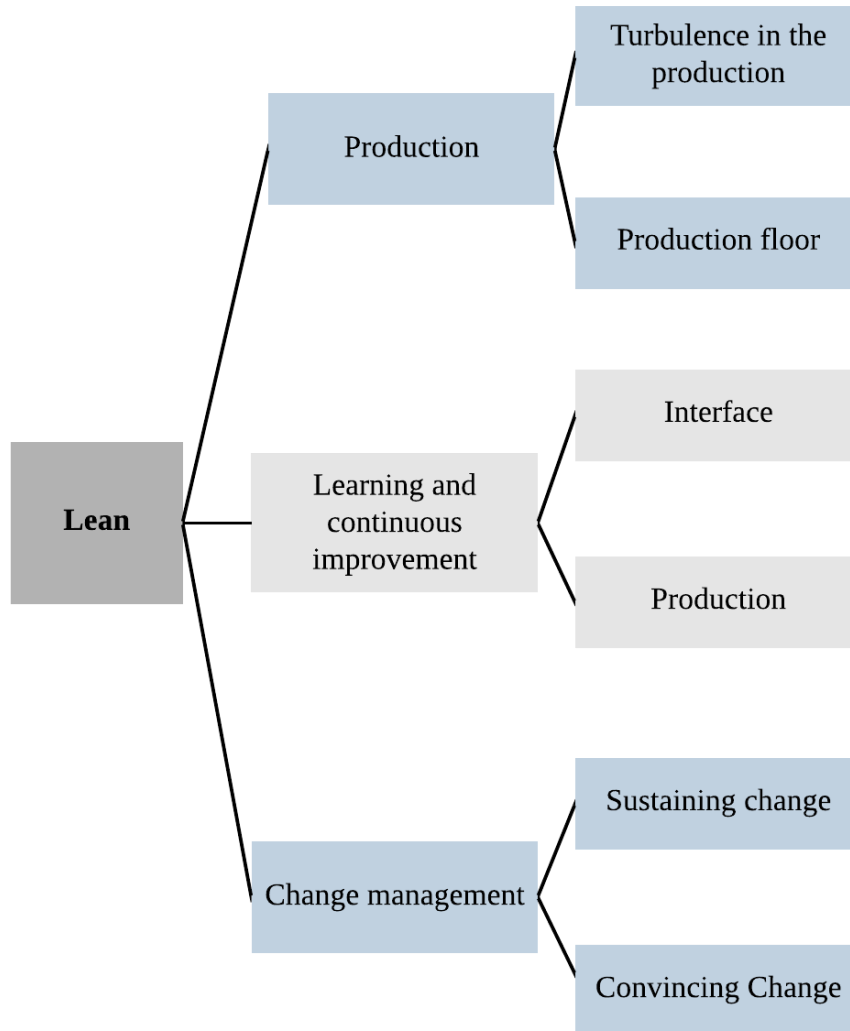 Turbulence in the
production
Production
Production floor
Interface
Lean
Learning and
continuous
improvement
Production
Sustaining change
Change management
Convincing Change